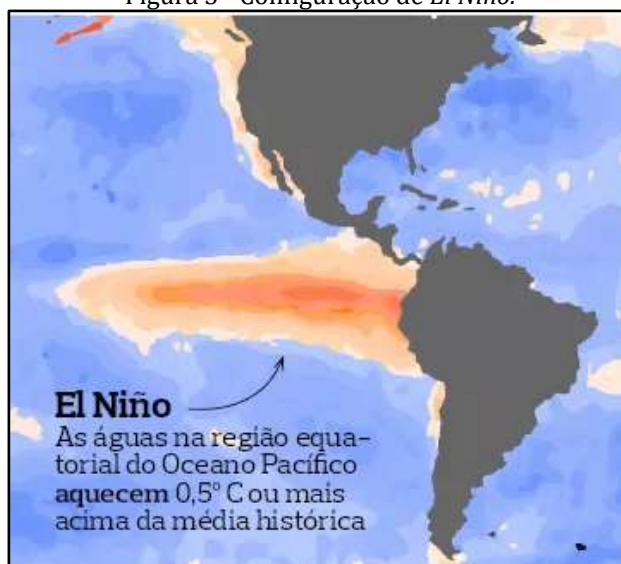 Figura 3 - Configuração de El Niño.
El Niño
As águas na região equa-
torial do Oceano Pacífico
aquecem 0,5º C ou mais
acima da média histórica